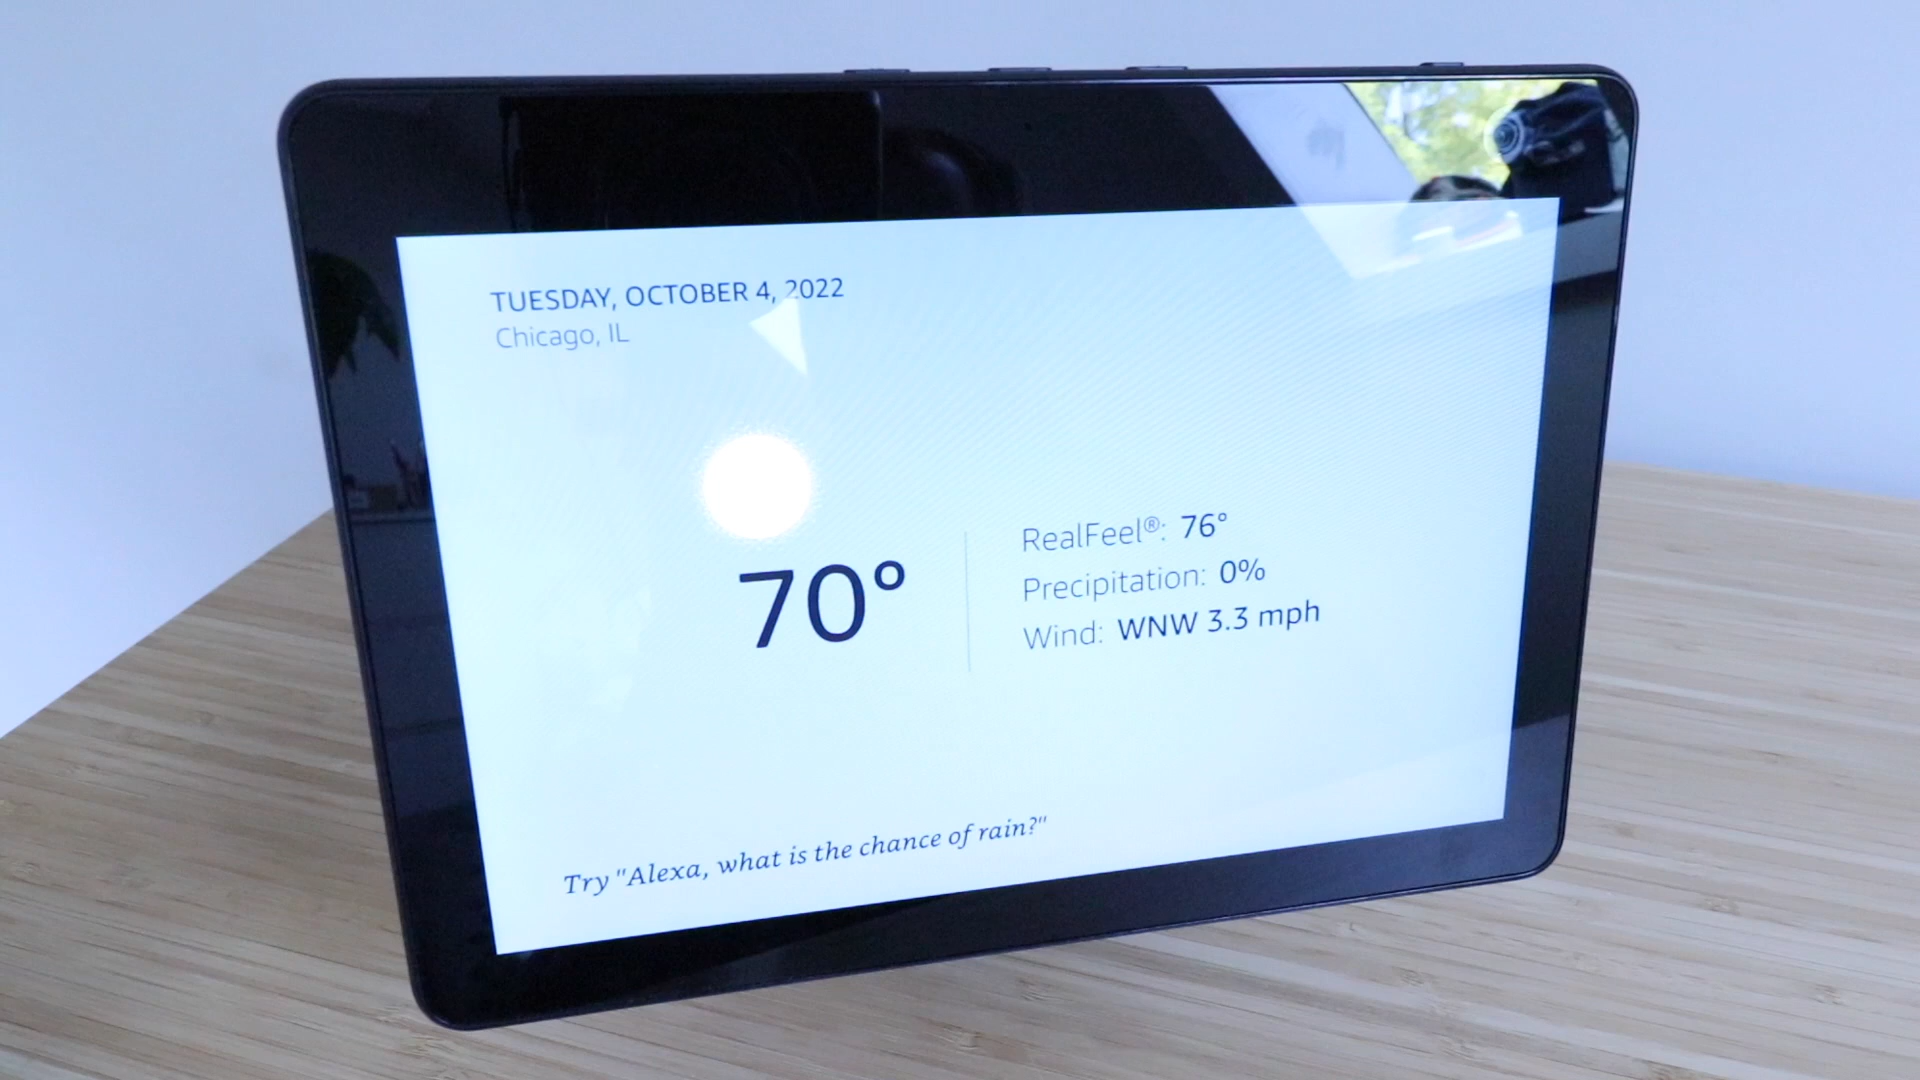 TUESDAY, OCTOBER 4, 2022
Chicago, IL
70°
RealFeel®: 76°
Precipitation: 0%
Wind: WNW 3.3 mph
Try "Alexa, what is the chance of rain?"